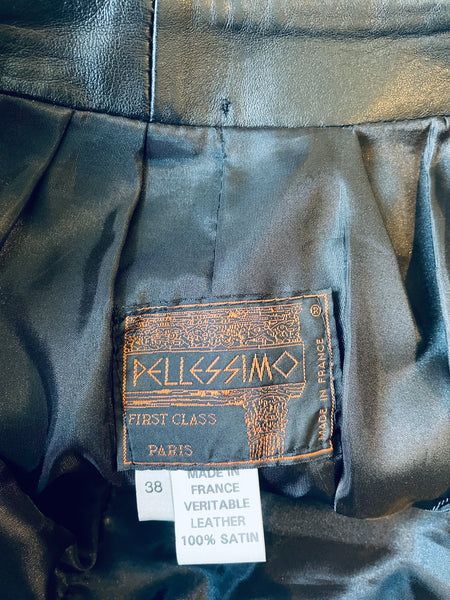 ®
PELLESSIMO
MADE IN FRANCE
FIRST CLASS
PARIS
38
MADE IN
FRANCE
VERITABLE
LEATHER
100% SATIN